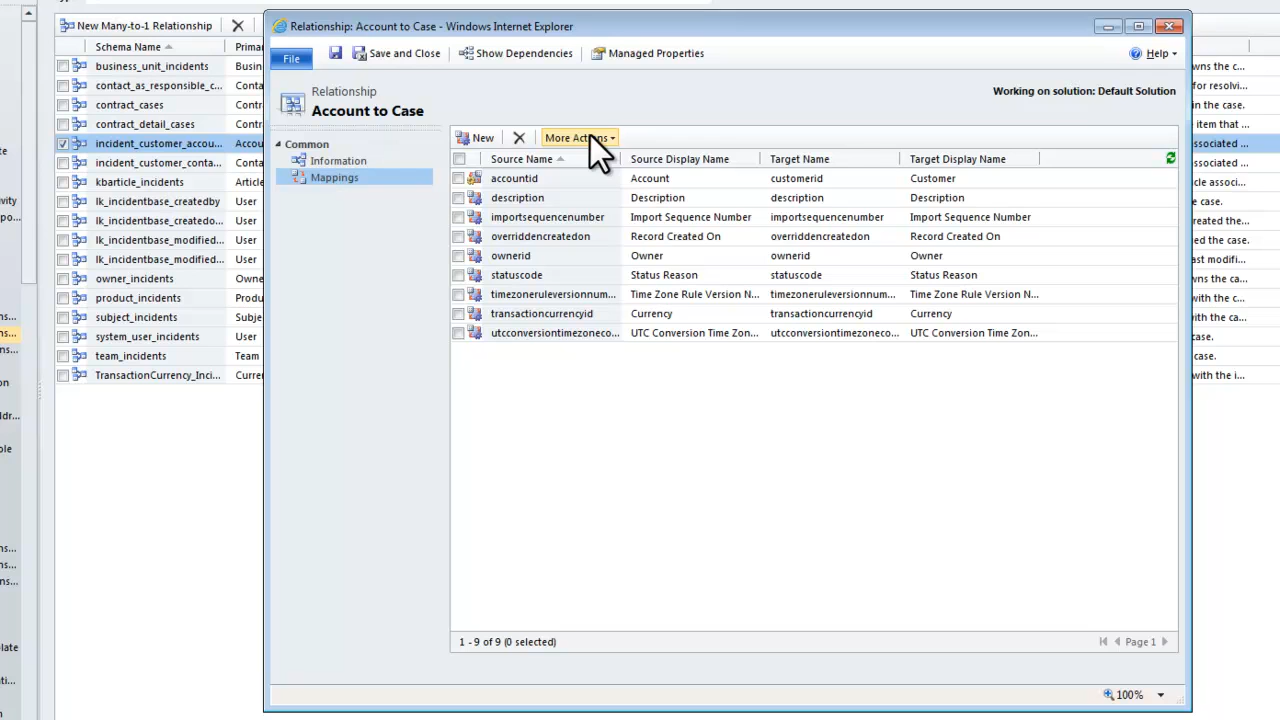 New Many-to-1 Relationship
Schema Name
Prima
business_unit_incidents Busin
contact_as_responsible_c... Conta
contract_cases Contr
contract_detail_cases Contr
incident_customer_accou... Accou
incident_customer_conta... Conta
kbarticle_incidents Article
lk_incidentbase_createdby User
lk_incidentbase_createdo... User
lk_incidentbase_modified... User
lk_incidentbase_modified... User
owner_incidents Owne
product_incidents Produ
subject_incidents Subje
system_user_incidents User
team_incidents Team
TransactionCurrency_Inci... Curren
Relationship: Account to Case - Windows Internet Explorer
File Save and Close Show Dependencies Managed Properties Help
Relationship
Account to Case
Working on solution: Default Solution
Common
Information
Mappings
New More Actions
Source Name Source Display Name Target Name Target Display Name
accountid Account customerid Customer
description Description description Description
importsequencenumber Import Sequence Number importsequencenumber Import Sequence Number
overriddencreatedon Record Created On overriddencreatedon Record Created On
ownerid Owner ownerid Owner
statuscode Status Reason statuscode Status Reason
timezoneruleversionnum... Time Zone Rule Version N... timezoneruleversionnum... Time Zone Rule Version N...
transactioncurrencyid Currency transactioncurrencyid Currency
utcconversiontimezoneco... UTC Conversion Time Zon... utcconversiontimezoneco... UTC Conversion Time Zon...
1 - 9 of 9 (0 selected) Page 1
100%
wns the c...
for resolvi...
in the case.
item that ...
ssociated ...
ssociated ...
cle associ...
e case.
reated the...
ed the case.
ast modifi...
wns the ca...
with the c...
with the ca...
case.
case.
with the i...